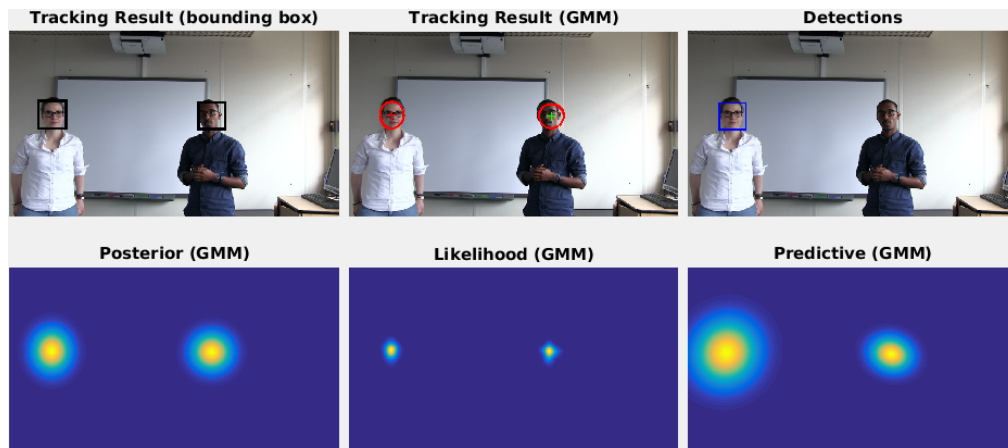 Tracking Result (bounding box)
Tracking Result (GMM)
Detections
Posterior (GMM)
Likelihood (GMM)
Predictive (GMM)